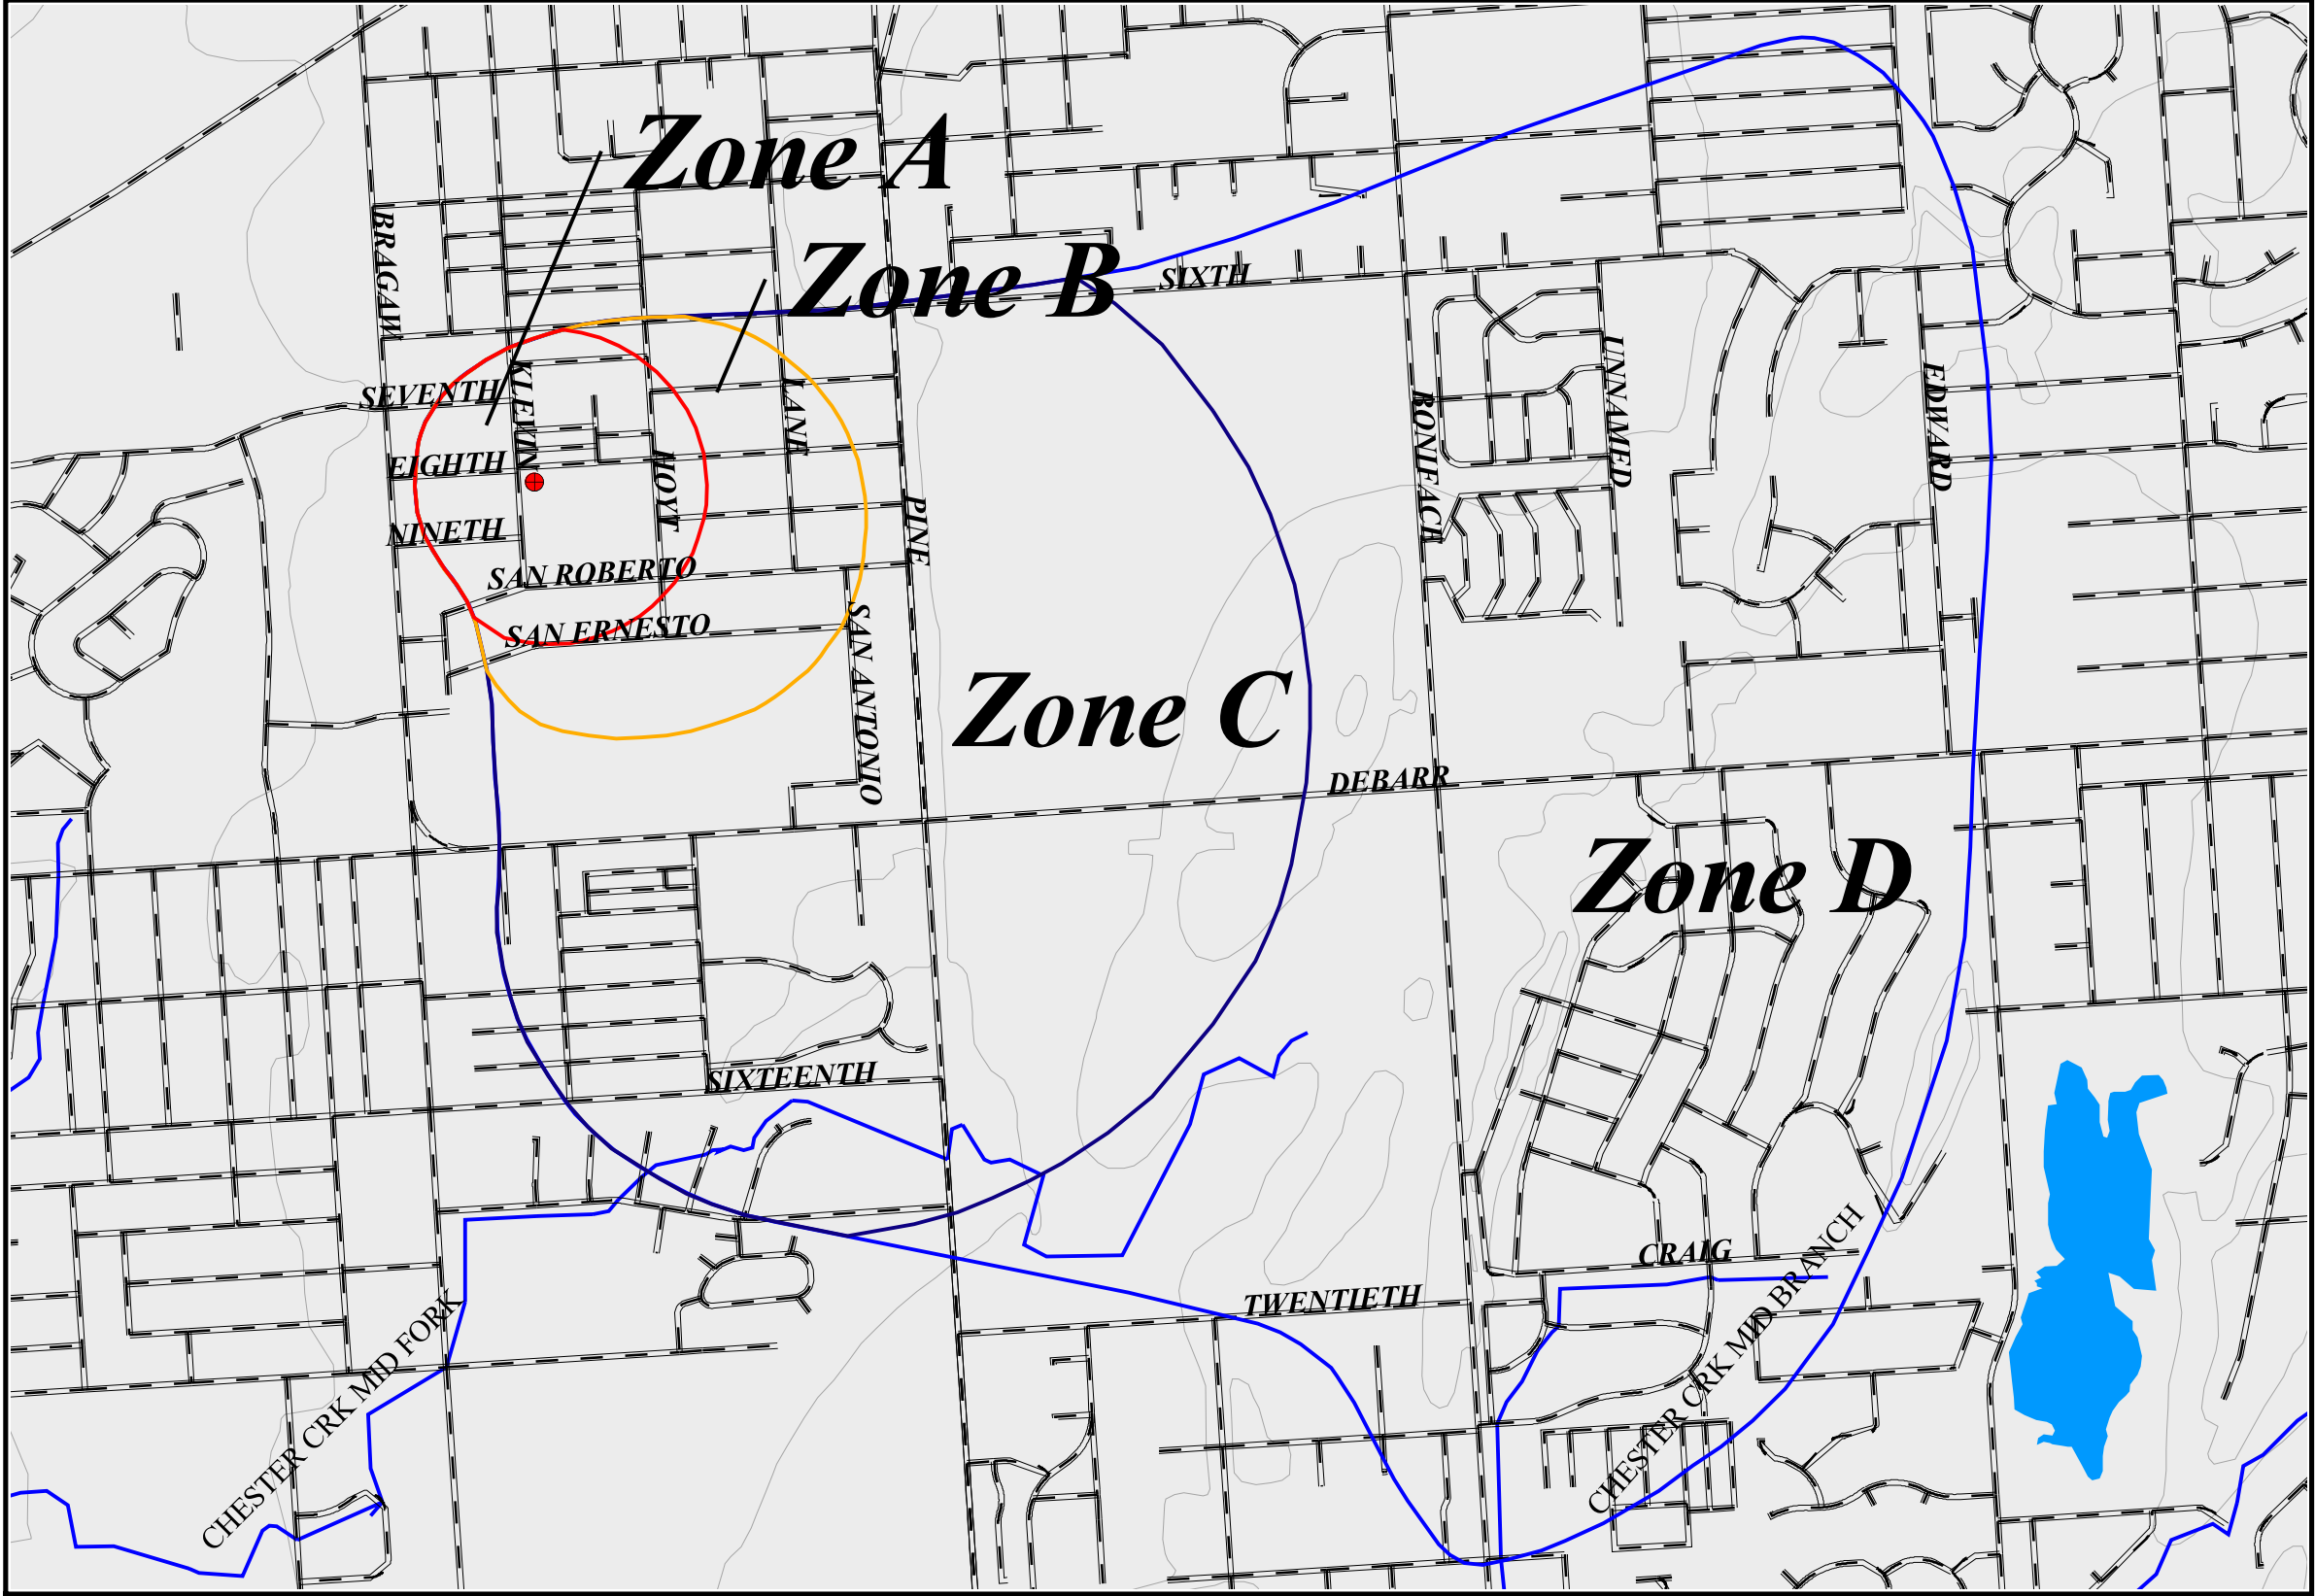 Zone A
Zone B
BRAGAW
SIXTH
SEVENTH
KLEVIN
LANE
UNNAMED
EDWARD
BONIFACE
EIGHTH
HOYT
NINETH
PINE
SAN ROBERTO
SAN ERNESTO
SAN ANTONIO
Zone C
DEBARR
Zone D
SIXTEENTH
CRAIG
TWENTIETH
CHESTER CRK MID FORK
CHESTER CRK MID BRANCH